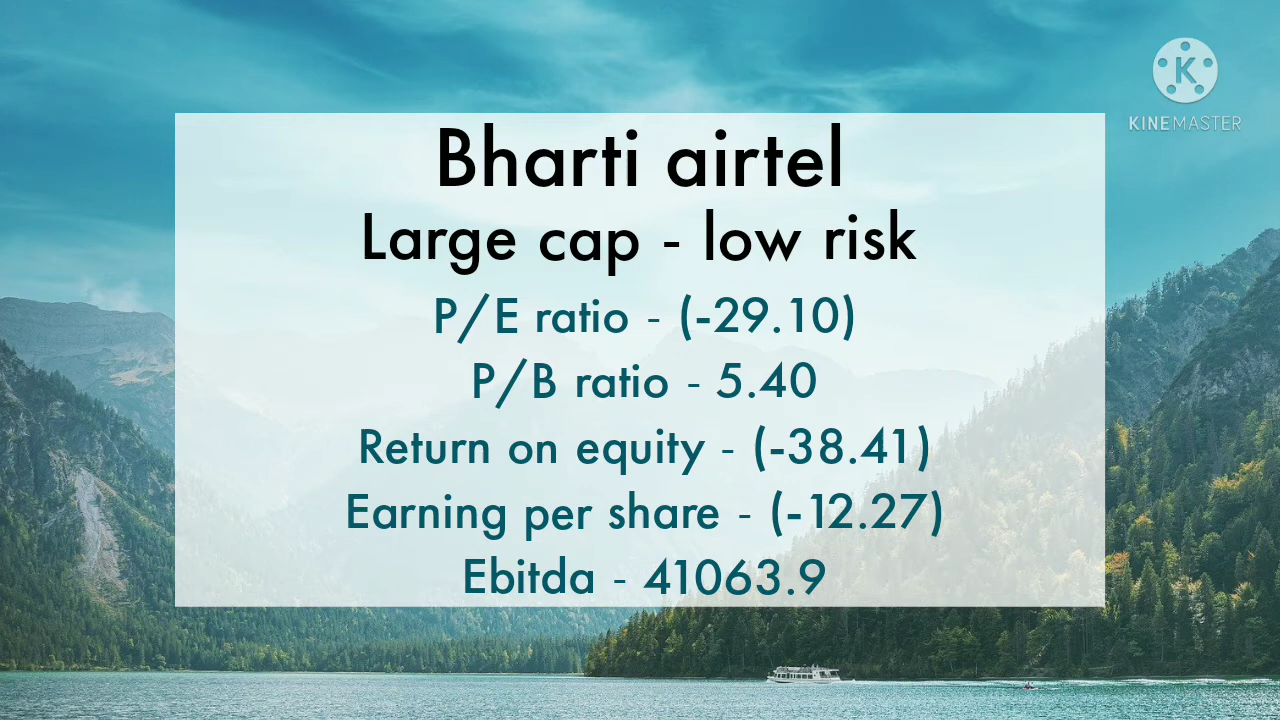 K
KINEMASTER
Bharti airtel
Large cap - low risk
P/E ratio - (-29.10)
P/B ratio - 5.40
Return on equity - (-38.41)
Earning per share - (-12.27)
Ebitda - 41063.9